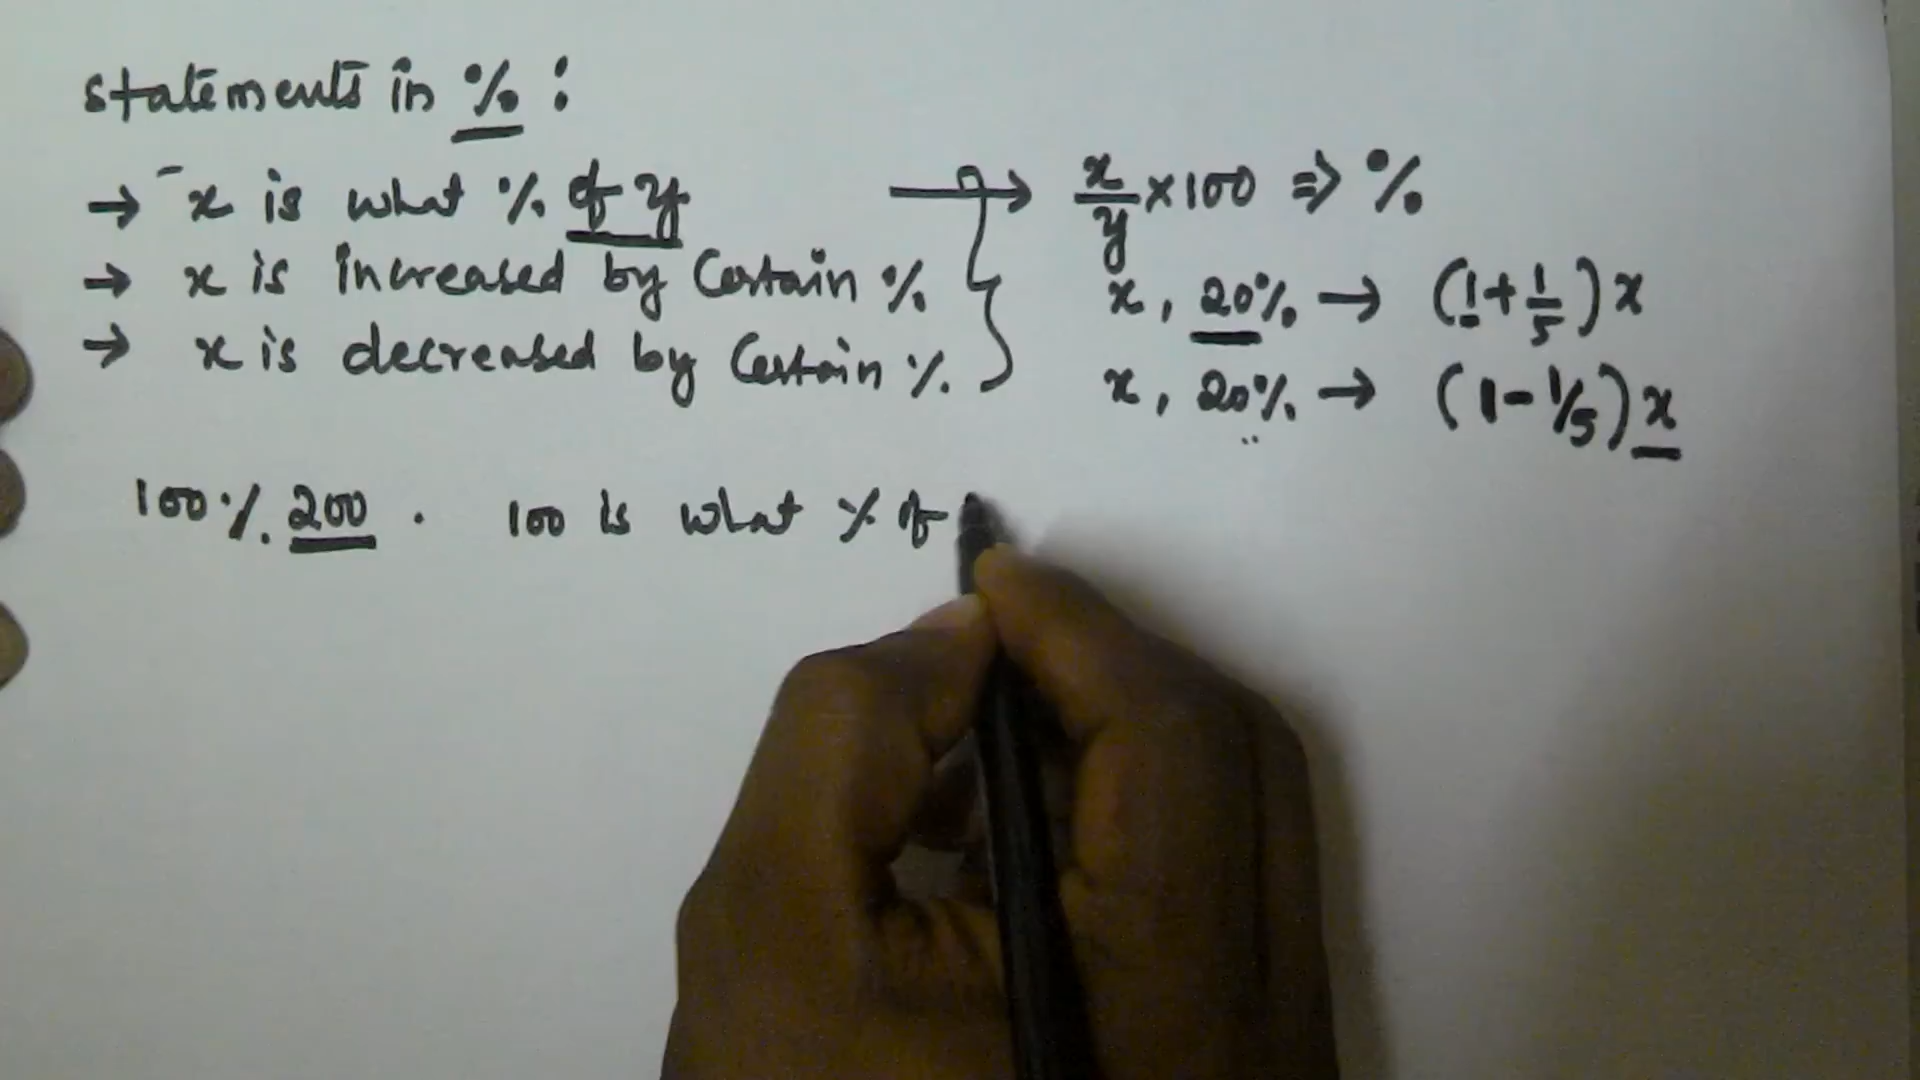 Statements in % :
→ x is what % of y → x/y × 100 ⇒ %
→ x is increased by Certain % x, 20% → (1 + 1/5) x
→ x is decreased by Certain % x, 20% → (1 - 1/5) x
100% 200 . 100 is what % of